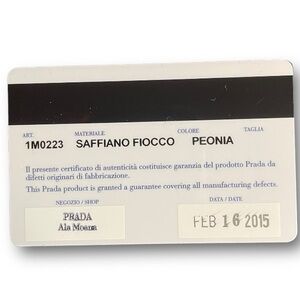 ART. MATERIALE COLORE TAGLIA
1M0223 SAFFIANO FIOCCO PEONIA
Il presente certificato di autenticità costituisce garanzia del prodotto Prada da
difetti originari di fabbricazione.
This Prada product is granted a guarantee covering all manufacturing defects.
NEGOZIO / SHOP DATA / DATE
PRADA
Ala Moana
FEB 16 2015